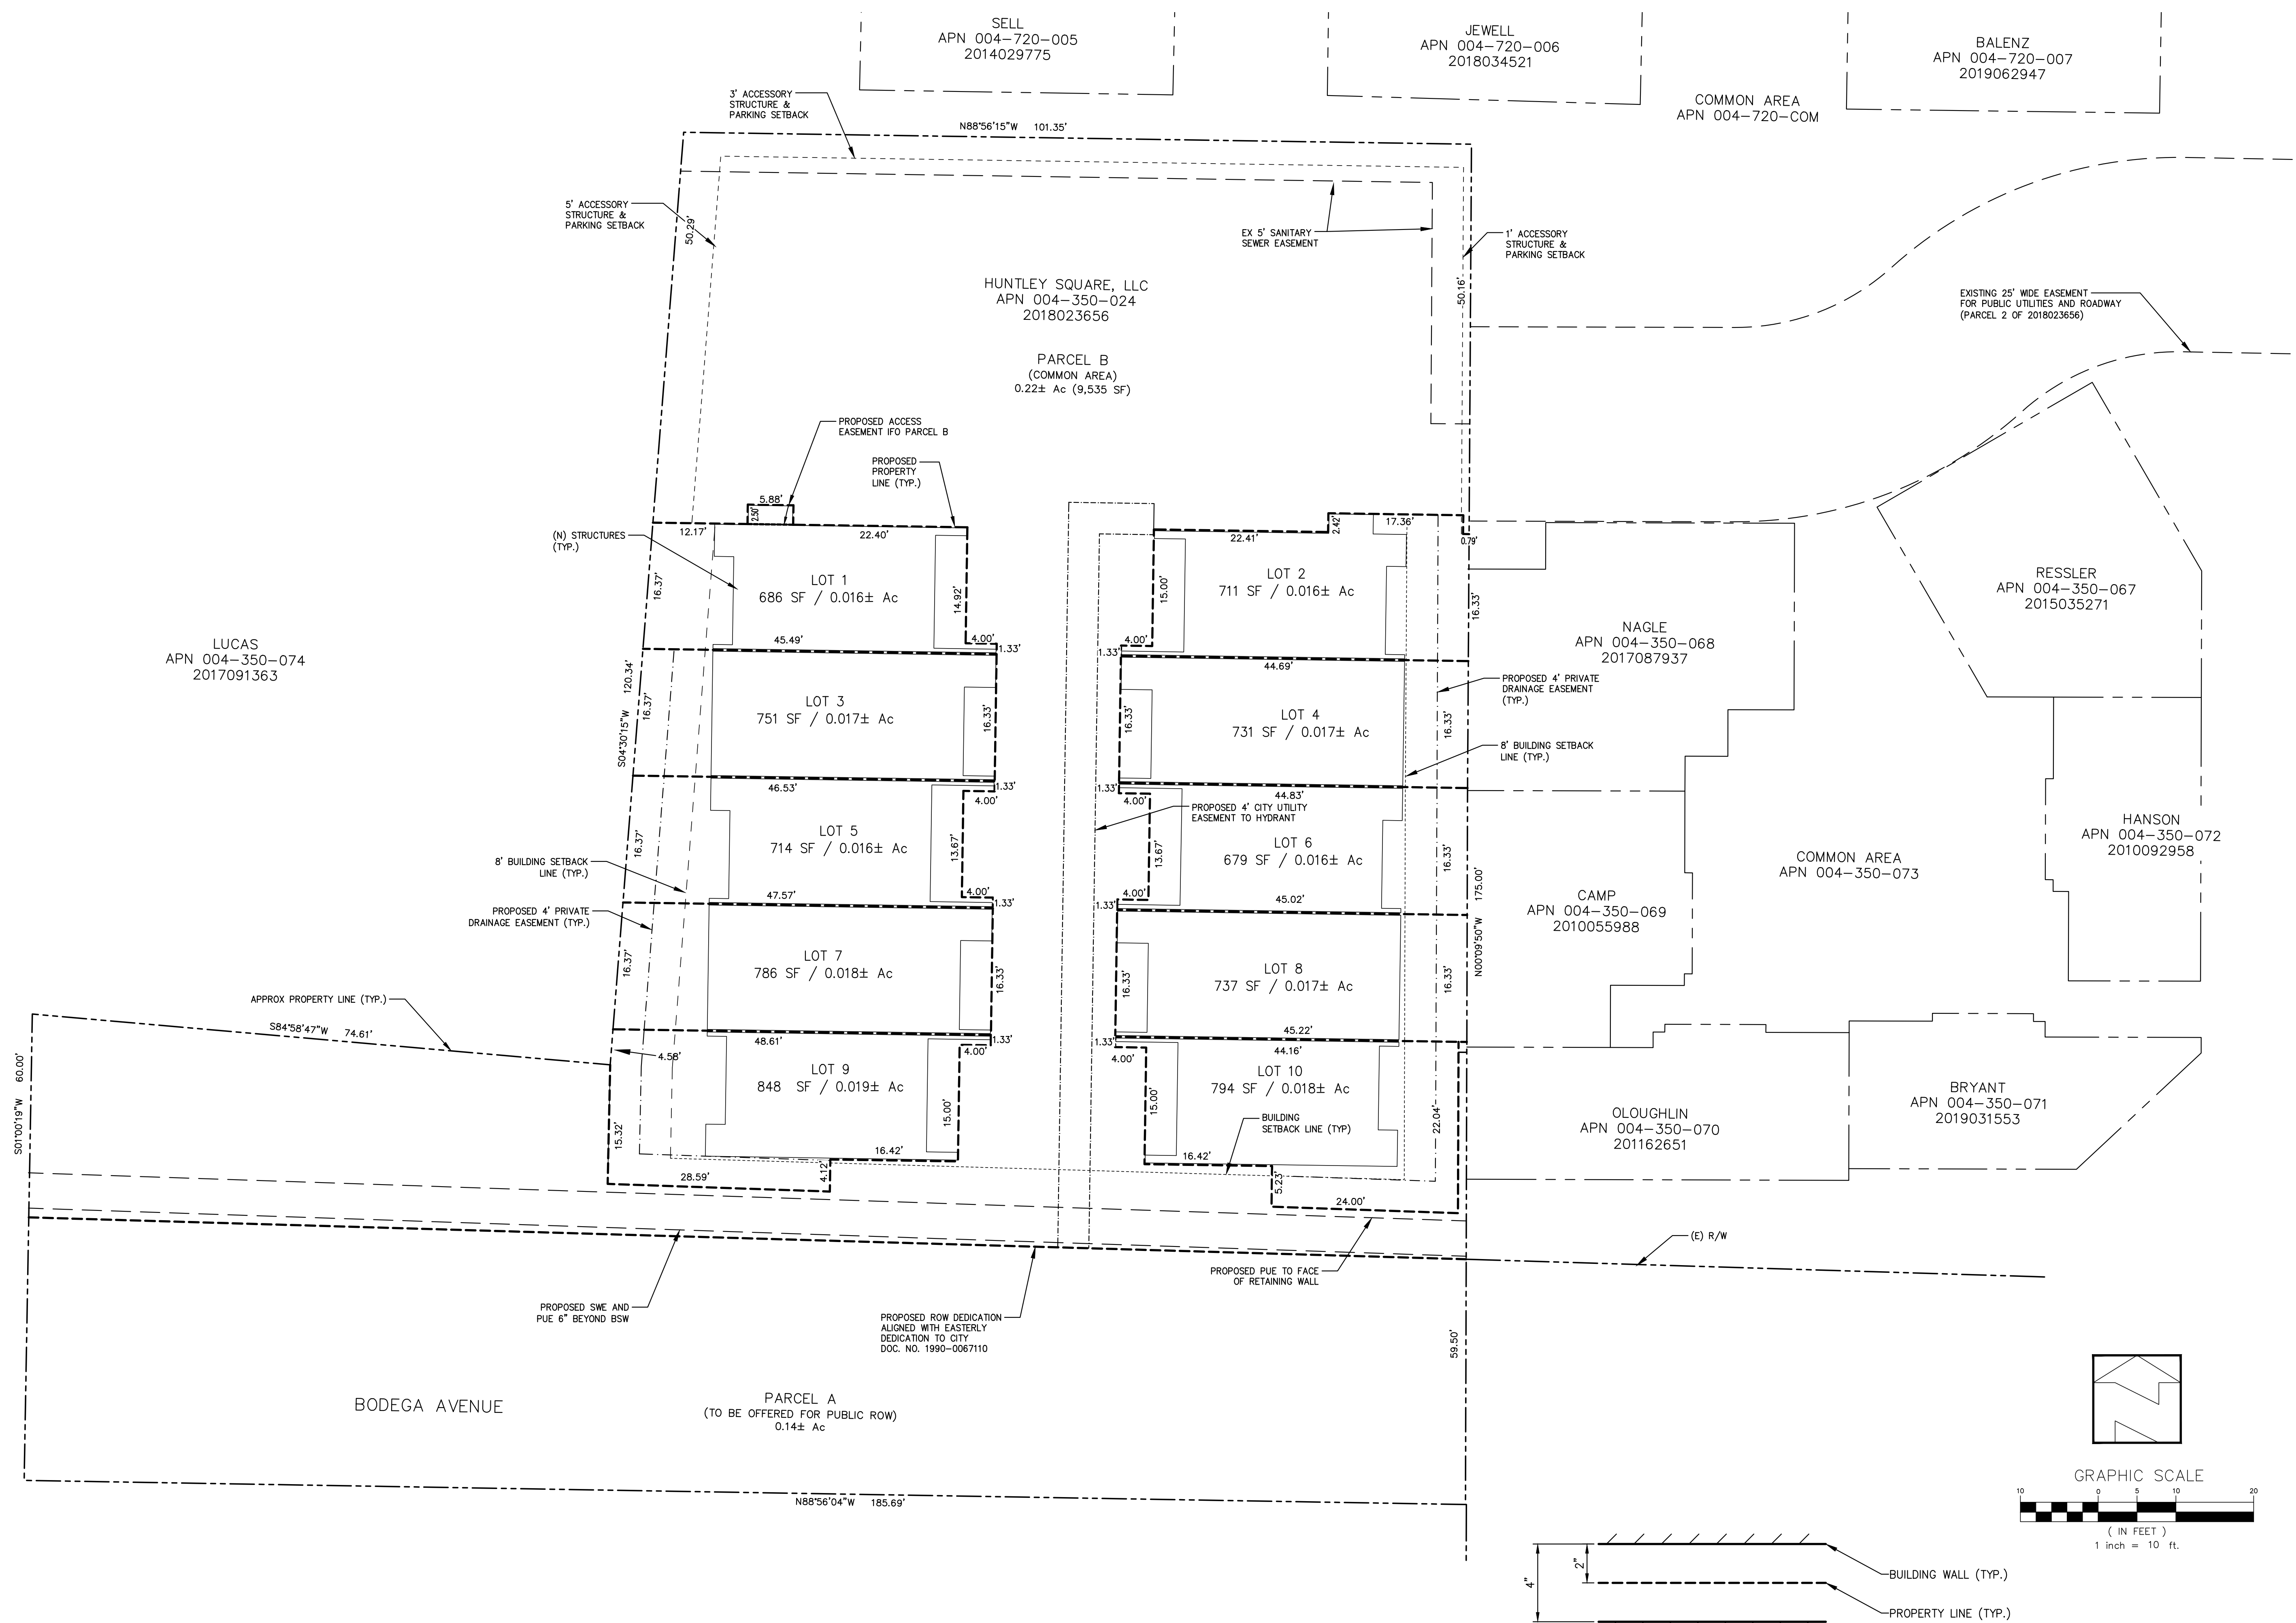 SELL
APN 004-720-005
2014029775
JEWELL
APN 004-720-006
2018034521
BALENZ
APN 004-720-007
2019062947
COMMON AREA
APN 004-720-COM
3' ACCESSORY
STRUCTURE &
PARKING SETBACK
N88°56'15"W 101.35'
5' ACCESSORY
STRUCTURE &
PARKING SETBACK
50.29'
EX 5' SANITARY
SEWER EASEMENT
1' ACCESSORY
STRUCTURE &
PARKING SETBACK
50.16'
HUNTLEY SQUARE, LLC
APN 004-350-024
2018023656
EXISTING 25' WIDE EASEMENT
FOR PUBLIC UTILITIES AND ROADWAY
(PARCEL 2 OF 2018023656)
PARCEL B
(COMMON AREA)
0.22± Ac (9,535 SF)
PROPOSED ACCESS
EASEMENT IFO PARCEL B
PROPOSED
PROPERTY
LINE (TYP.)
5.88'
2.50'
12.17'
22.40'
22.41'
2.42'
17.36'
0.79'
(N) STRUCTURES
(TYP.)
16.37'
LOT 1
686 SF / 0.016± Ac
14.92'
15.00'
LOT 2
711 SF / 0.016± Ac
16.33'
RESSLER
APN 004-350-067
2015035271
LUCAS
APN 004-350-074
2017091363
NAGLE
APN 004-350-068
2017087937
45.49'
4.00'
1.33'
4.00'
1.33'
44.69'
S04°30'15"W 120.34'
16.37'
LOT 3
751 SF / 0.017± Ac
16.33'
16.33'
LOT 4
731 SF / 0.017± Ac
16.33'
PROPOSED 4' PRIVATE
DRAINAGE EASEMENT
(TYP.)
8' BUILDING SETBACK
LINE (TYP.)
46.53'
1.33'
4.00'
1.33'
4.00'
44.83'
PROPOSED 4' CITY UTILITY
EASEMENT TO HYDRANT
16.37'
LOT 5
714 SF / 0.016± Ac
13.67'
13.67'
LOT 6
679 SF / 0.016± Ac
16.33'
HANSON
APN 004-350-072
2010092958
COMMON AREA
APN 004-350-073
8' BUILDING SETBACK
LINE (TYP.)
47.57'
4.00'
1.33'
4.00'
1.33'
45.02'
N00°09'50"W 175.00'
CAMP
APN 004-350-069
2010055988
PROPOSED 4' PRIVATE
DRAINAGE EASEMENT (TYP.)
16.37'
LOT 7
786 SF / 0.018± Ac
16.33'
16.33'
LOT 8
737 SF / 0.017± Ac
16.33'
APPROX PROPERTY LINE (TYP.)
S84°58'47"W 74.61'
S01°00'19"W 60.00'
48.61'
4.58'
1.33'
4.00'
1.33'
4.00'
45.22'
44.16'
LOT 9
848 SF / 0.019± Ac
15.00'
15.32'
15.00'
LOT 10
794 SF / 0.018± Ac
22.04'
BUILDING
SETBACK LINE (TYP)
OLOUGHLIN
APN 004-350-070
201162651
BRYANT
APN 004-350-071
2019031553
16.42'
4.12'
28.59'
16.42'
5.23'
24.00'
(E) R/W
PROPOSED PUE TO FACE
OF RETAINING WALL
PROPOSED SWE AND
PUE 6" BEYOND BSW
PROPOSED ROW DEDICATION
ALIGNED WITH EASTERLY
DEDICATION TO CITY
DOC. NO. 1990-0067110
59.50'
BODEGA AVENUE
PARCEL A
(TO BE OFFERED FOR PUBLIC ROW)
0.14± Ac
N88°56'04"W 185.69'
GRAPHIC SCALE
10 0 5 10 20
( IN FEET )
1 inch = 10 ft.
4"
2"
BUILDING WALL (TYP.)
PROPERTY LINE (TYP.)